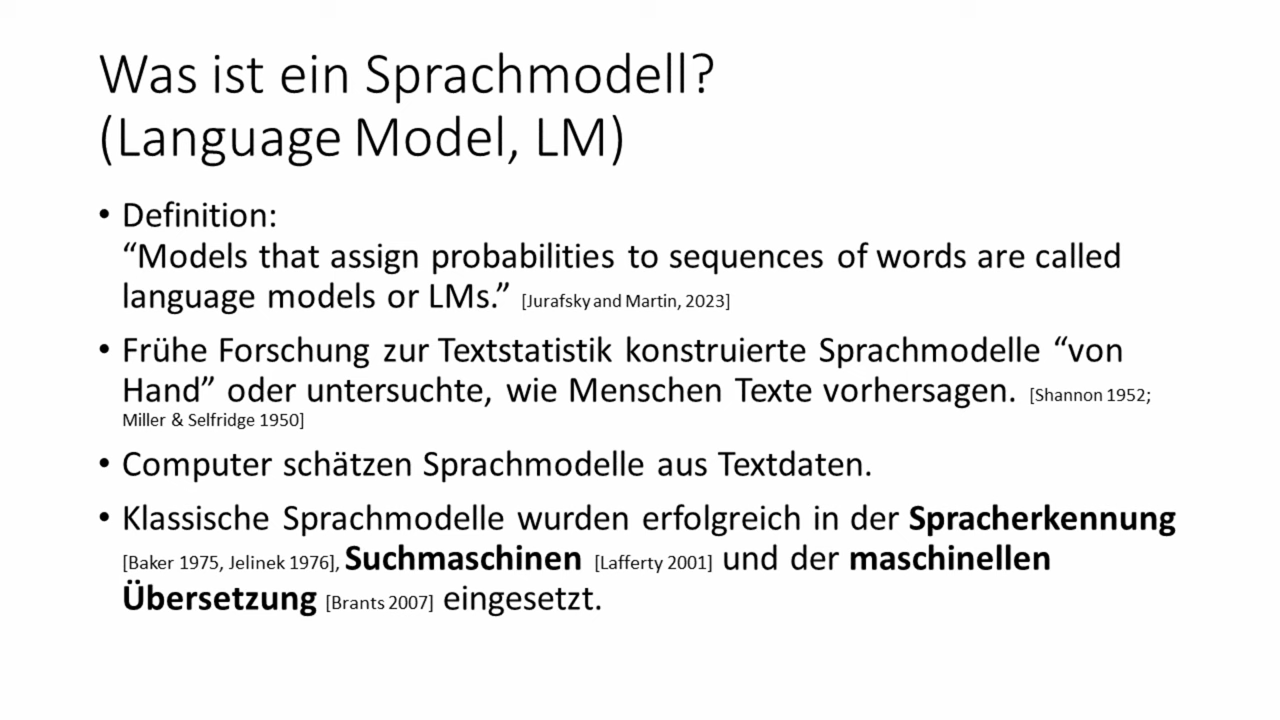 Was ist ein Sprachmodell?
(Language Model, LM)
• Definition:
“Models that assign probabilities to sequences of words are called
language models or LMs.” [Jurafsky and Martin, 2023]
• Frühe Forschung zur Textstatistik konstruierte Sprachmodelle “von
Hand” oder untersuchte, wie Menschen Texte vorhersagen. [Shannon 1952;
Miller & Selfridge 1950]
• Computer schätzen Sprachmodelle aus Textdaten.
• Klassische Sprachmodelle wurden erfolgreich in der Spracherkennung
[Baker 1975, Jelinek 1976], Suchmaschinen [Lafferty 2001] und der maschinellen
Übersetzung [Brants 2007] eingesetzt.